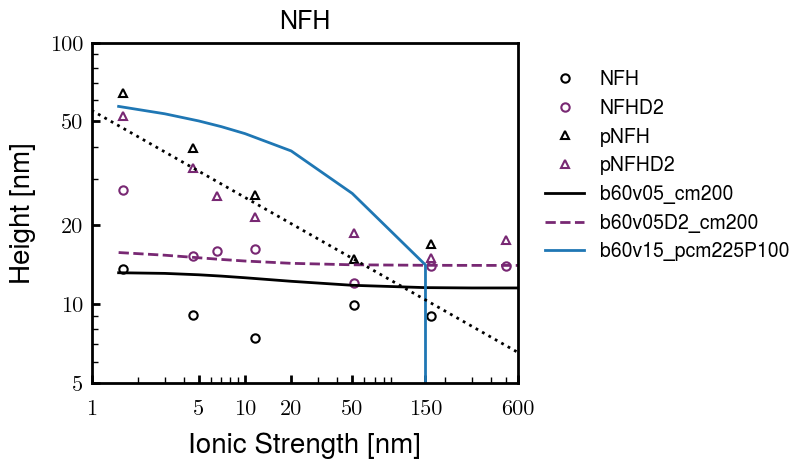 NFH
Height [nm]
100
50
20
10
5
1
5
10
20
50
150
600
Ionic Strength [nm]
NFH
NFHD2
pNFH
pNFHD2
b60v05_cm200
b60v05D2_cm200
b60v15_pcm225P100